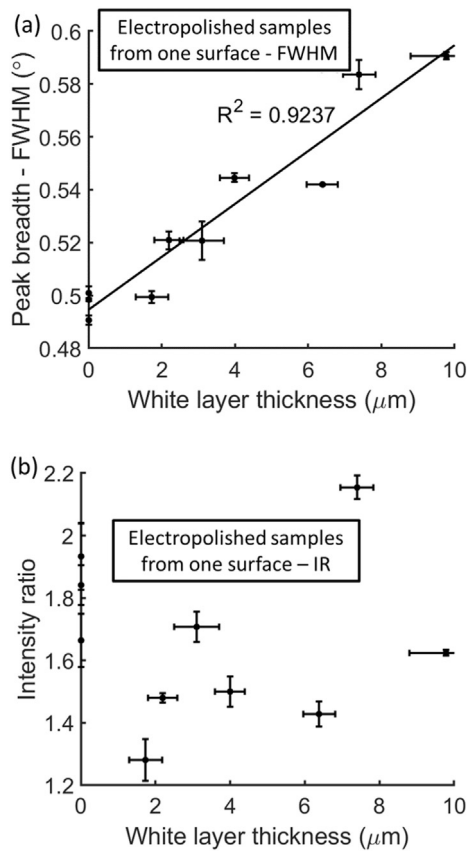 (a)
Electropolished samples
from one surface - FWHM
R² = 0.9237
Peak breadth - FWHM (°)
0.6
0.58
0.56
0.54
0.52
0.5
0.48
0 2 4 6 8 10
White layer thickness (μm)
(b)
Electropolished samples
from one surface – IR
Intensity ratio
2.2
2
1.8
1.6
1.4
1.2
0 2 4 6 8 10
White layer thickness (μm)